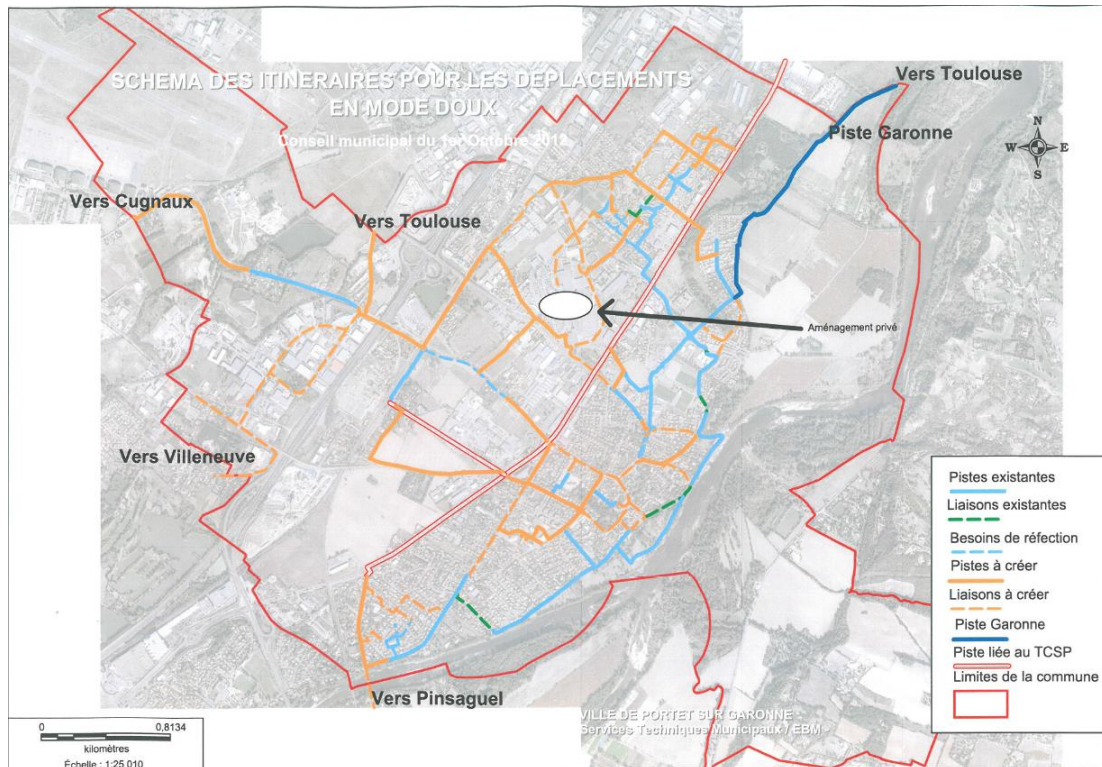 SCHEMA DES ITINERAIRES POUR LES DEPLACEMENTS
EN MODE DOUX
Conseil municipal du 1er Octobre 2012
Vers Toulouse
Piste Garonne
N
W E
S
Vers Cugnaux
Vers Toulouse
Aménagement privé
Vers Villeneuve
Pistes existantes
Liaisons existantes
Besoins de réfection
Pistes à créer
Liaisons à créer
Piste Garonne
Piste liée au TCSP
Limites de la commune
Vers Pinsaguel
VILLE DE PORTET SUR GARONNE -
Services Techniques Municipaux / EBM -
0 0,8134
kilomètres
Échelle : 1:25 010